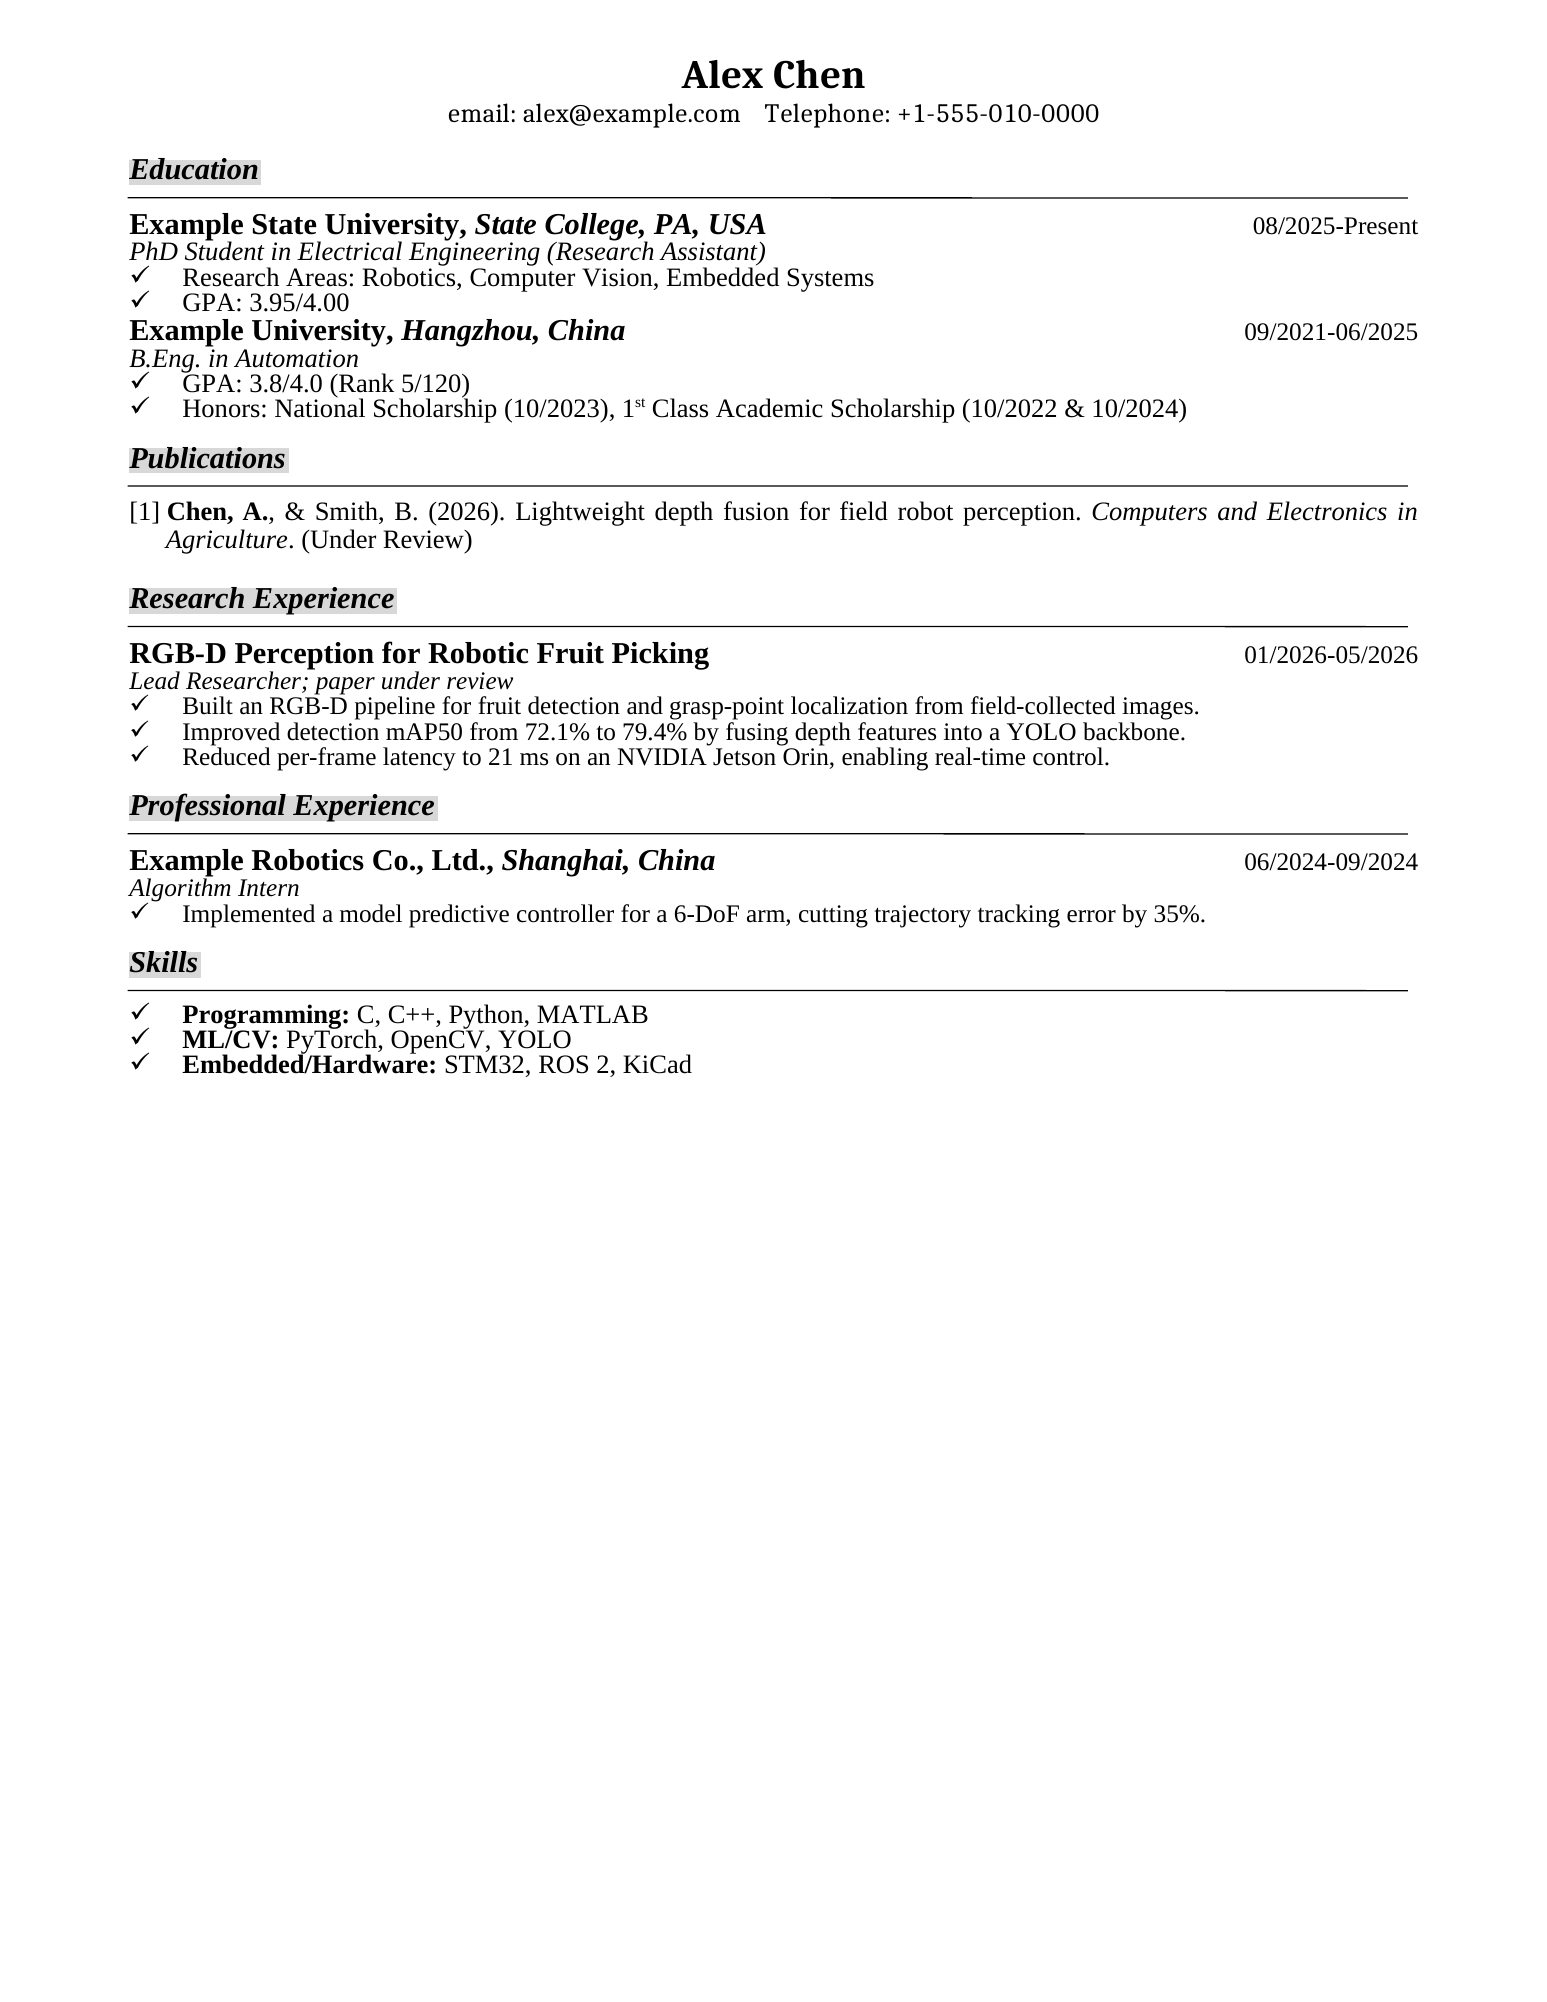 Alex Chen
email: alex@example.com Telephone: +1-555-010-0000
Education
Example State University, State College, PA, USA 08/2025-Present
PhD Student in Electrical Engineering (Research Assistant)
✓ Research Areas: Robotics, Computer Vision, Embedded Systems
✓ GPA: 3.95/4.00
Example University, Hangzhou, China 09/2021-06/2025
B.Eng. in Automation
✓ GPA: 3.8/4.0 (Rank 5/120)
✓ Honors: National Scholarship (10/2023), 1st Class Academic Scholarship (10/2022 & 10/2024)
Publications
[1] Chen, A., & Smith, B. (2026). Lightweight depth fusion for field robot perception. Computers and Electronics in
Agriculture. (Under Review)
Research Experience
RGB-D Perception for Robotic Fruit Picking 01/2026-05/2026
Lead Researcher; paper under review
✓ Built an RGB-D pipeline for fruit detection and grasp-point localization from field-collected images.
✓ Improved detection mAP50 from 72.1% to 79.4% by fusing depth features into a YOLO backbone.
✓ Reduced per-frame latency to 21 ms on an NVIDIA Jetson Orin, enabling real-time control.
Professional Experience
Example Robotics Co., Ltd., Shanghai, China 06/2024-09/2024
Algorithm Intern
✓ Implemented a model predictive controller for a 6-DoF arm, cutting trajectory tracking error by 35%.
Skills
✓ Programming: C, C++, Python, MATLAB
✓ ML/CV: PyTorch, OpenCV, YOLO
✓ Embedded/Hardware: STM32, ROS 2, KiCad